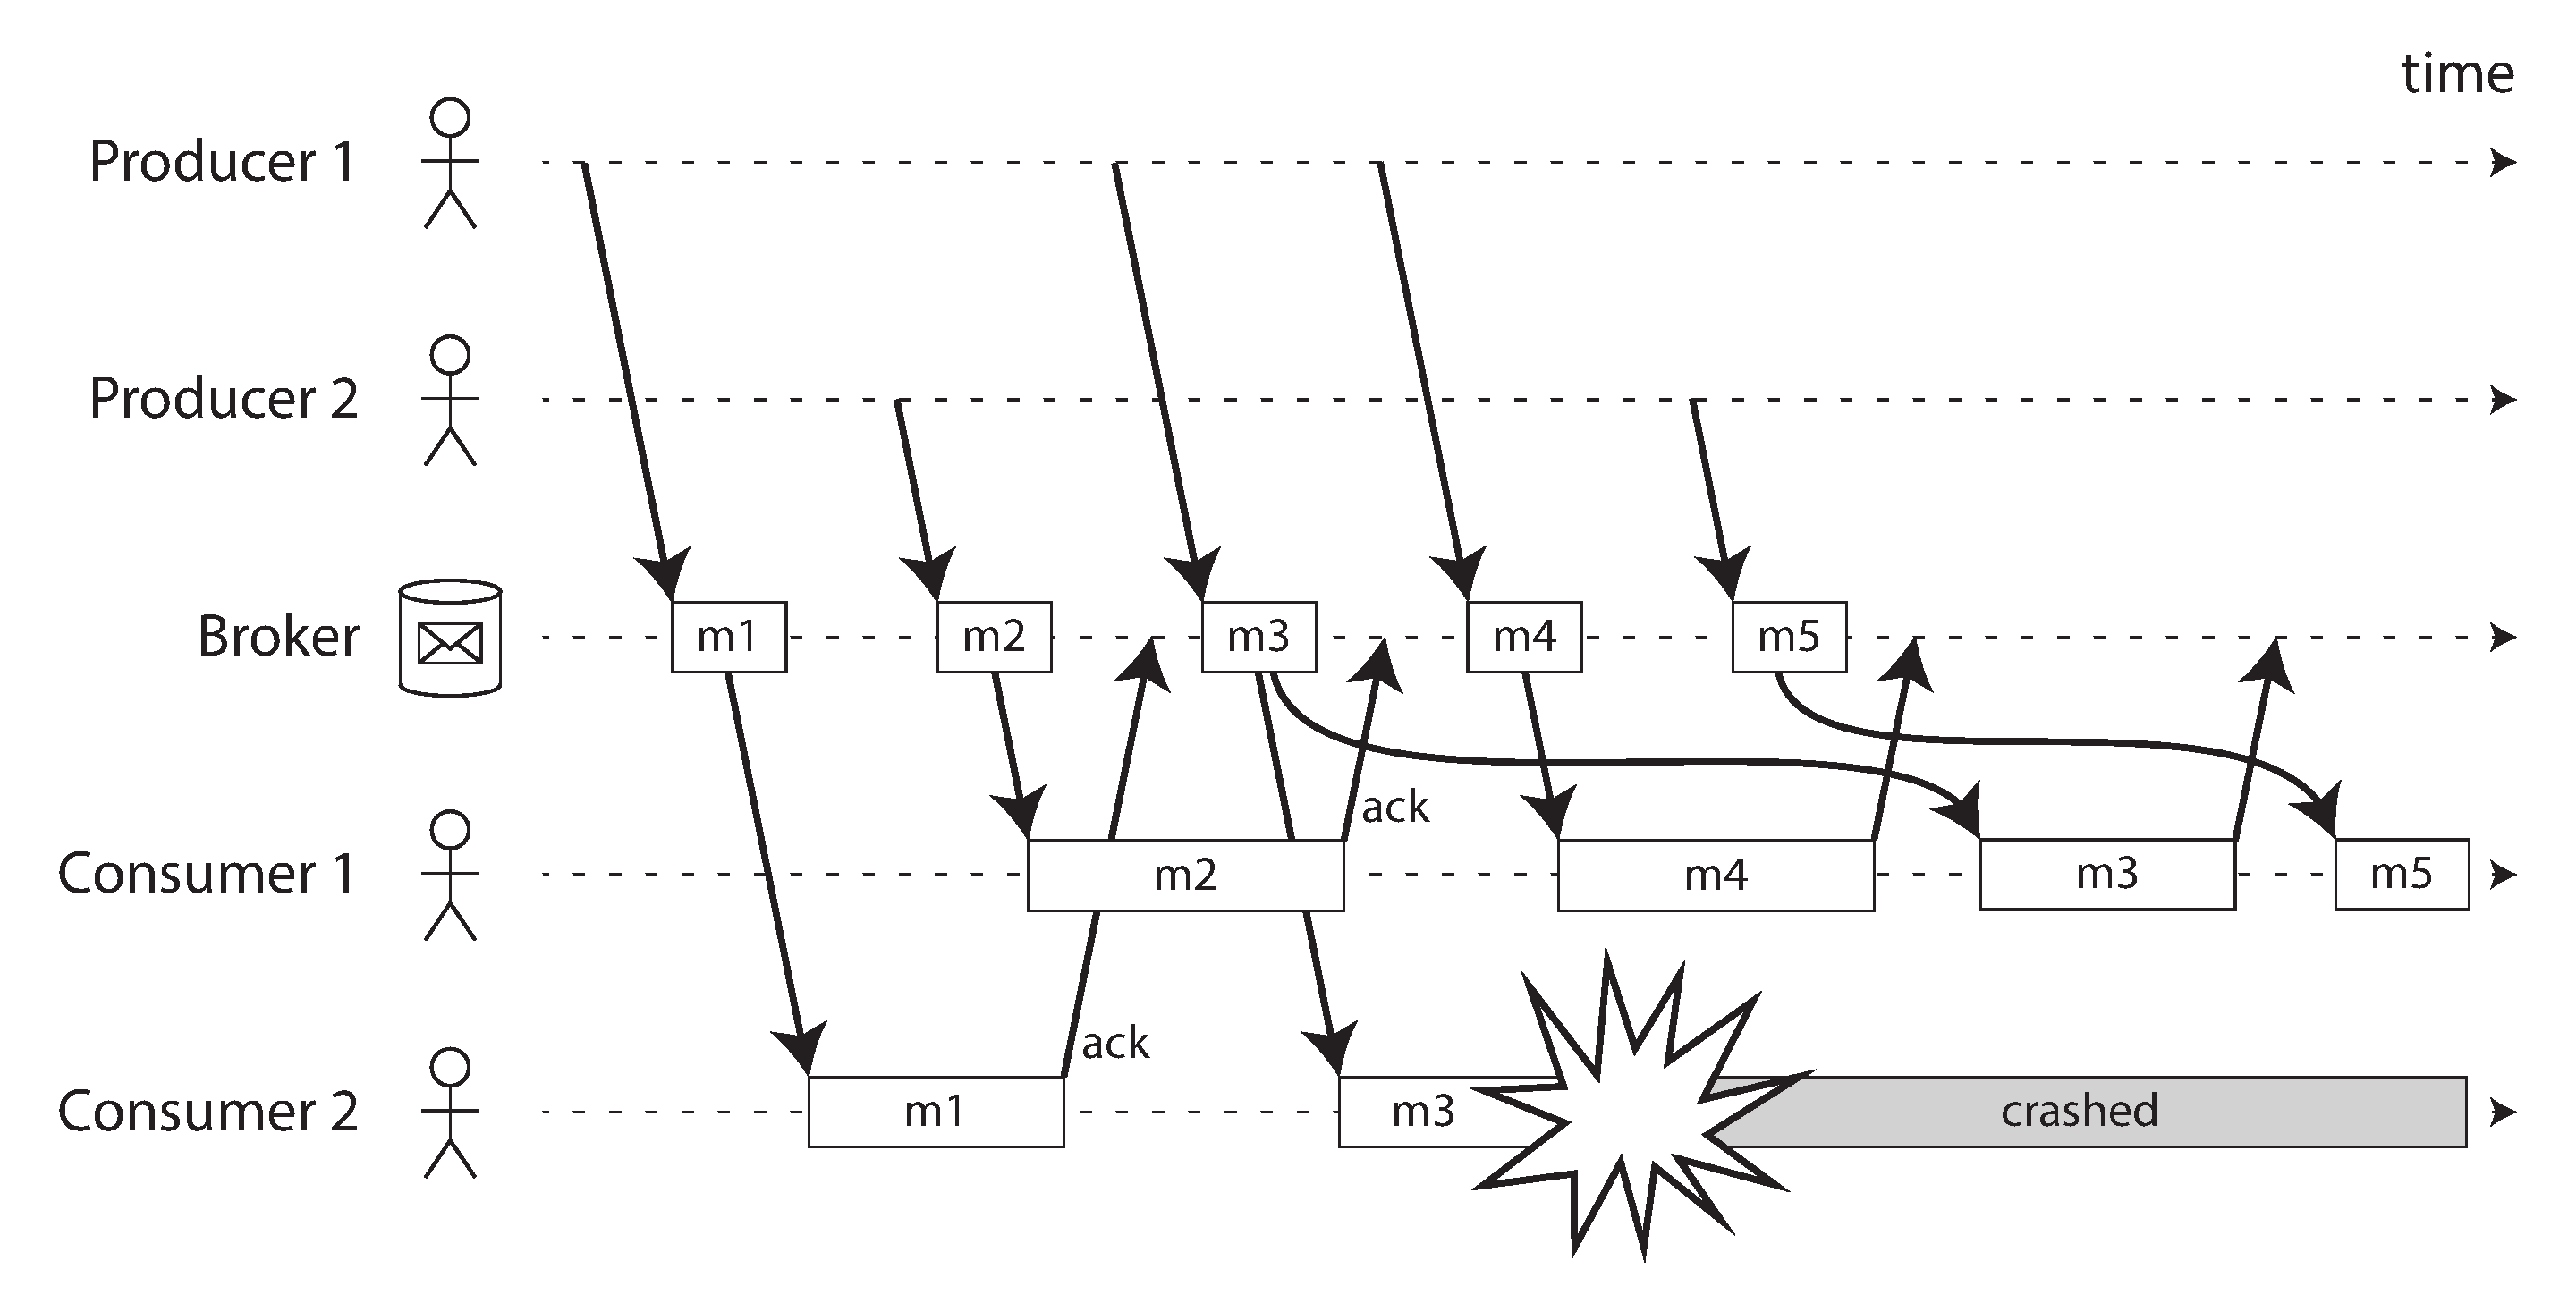 time
Producer 1
Producer 2
Broker
m1 m2 m3 m4 m5
ack
Consumer 1
m2 m4 m3 m5
ack
Consumer 2
m1 m3 crashed